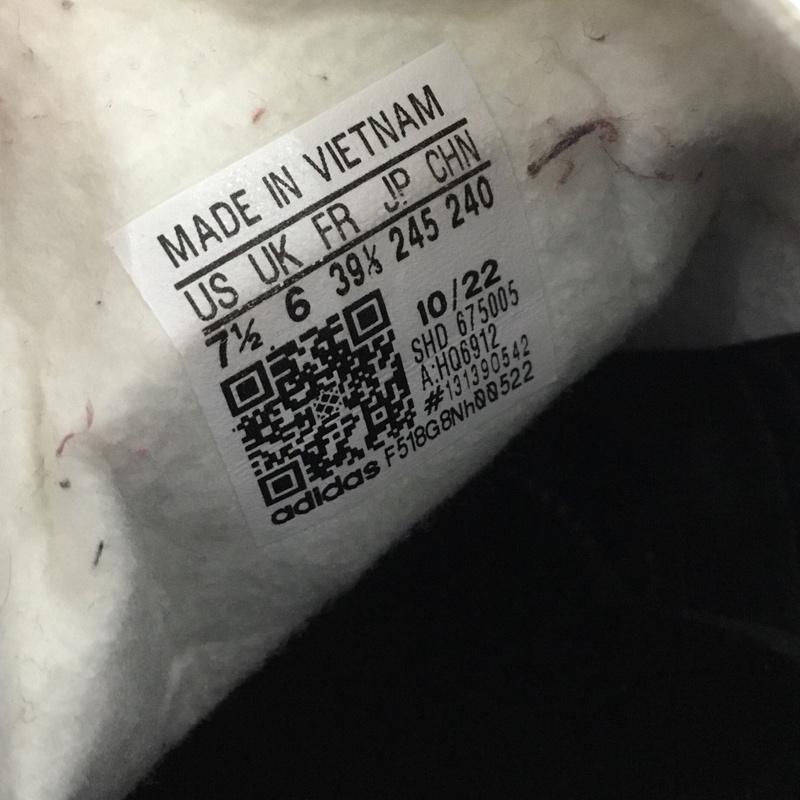 MADE IN VIETNAM
US UK FR JP CHN
7½ 6 39⅓ 245 240
10/22
SHD 675005
A:HQ6912
#131390542
adidas F518G8Nh00522